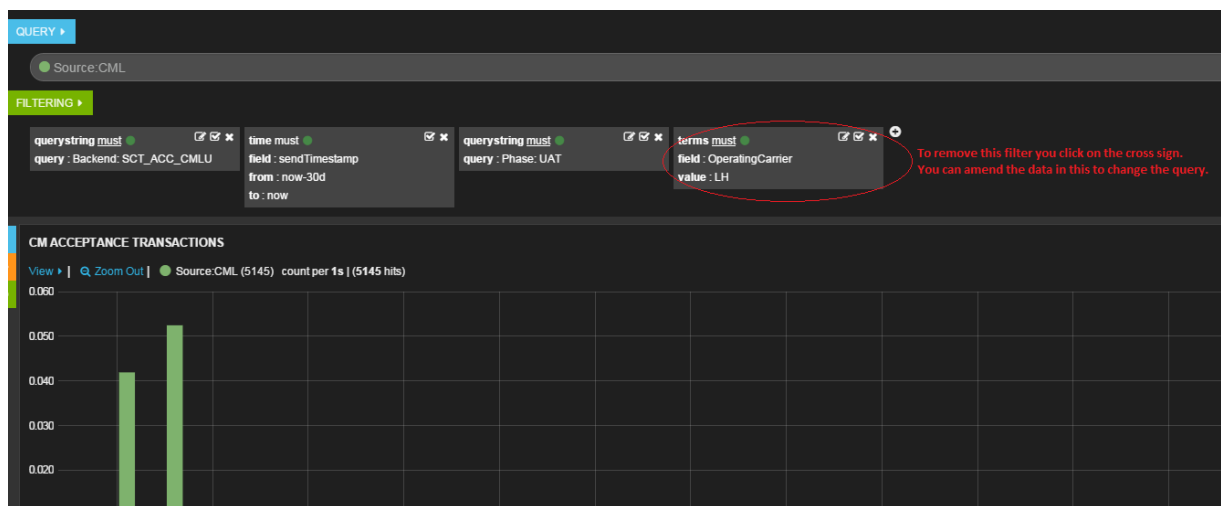 QUERY
Source:CML
FILTERING
querystring must
query : Backend: SCT_ACC_CMLU
time must
field : sendTimestamp
from : now-30d
to : now
querystring must
query : Phase: UAT
terms must
field : OperatingCarrier
value : LH
To remove this filter you click on the cross sign.
You can amend the data in this to change the query.
CM ACCEPTANCE TRANSACTIONS
View | Zoom Out | Source:CML (5145) count per 1s | (5145 hits)
0.060
0.050
0.040
0.030
0.020